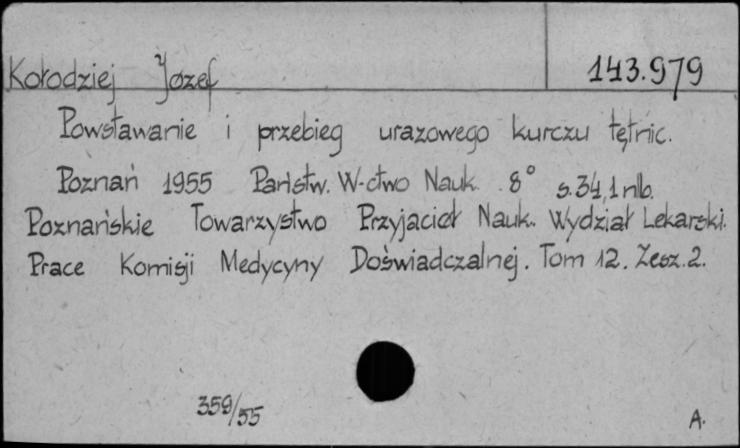 Kołodziej Józef 143.979
Powstawanie i przebieg urazowego kurczu tętnic.
Poznań 1955 Państw. W-ctwo Nauk. 8° s. 34, 1 nlb.
Poznańskie Towarzystwo Przyjaciół Nauk. Wydział Lekarski.
Prace Komisji Medycyny Doświadczalnej. Tom 12. Zesz. 2.
359/55 A.